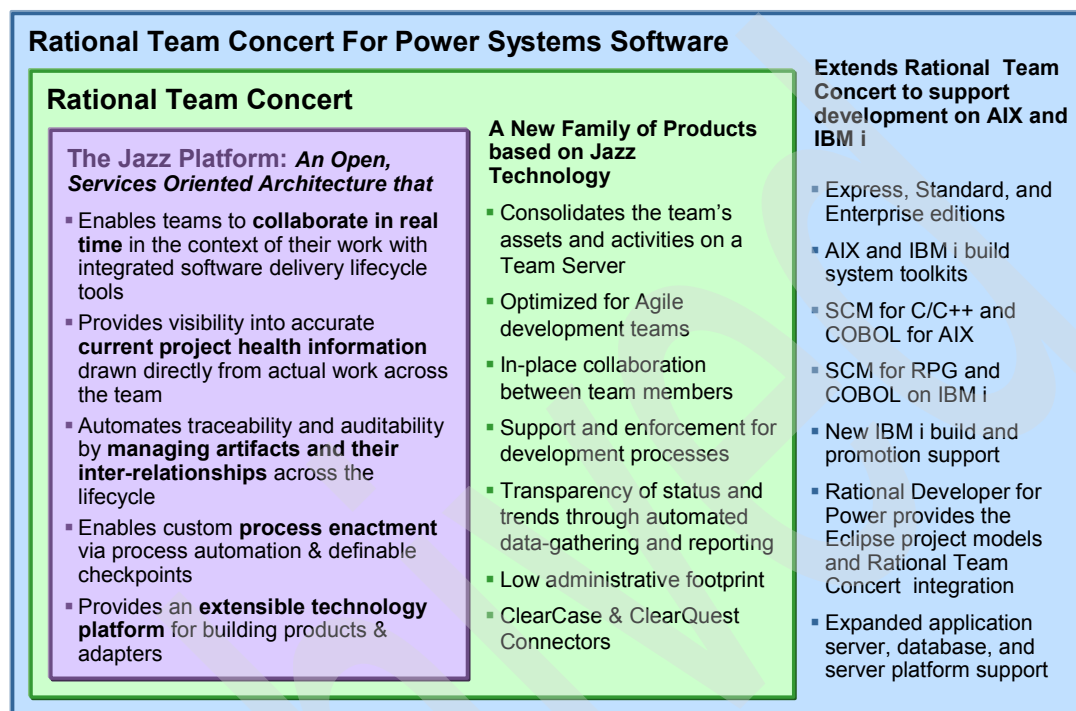 Rational Team Concert For Power Systems Software
Rational Team Concert
The Jazz Platform: An Open,
Services Oriented Architecture that
▪ Enables teams to collaborate in real
time in the context of their work with
integrated software delivery lifecycle
tools
▪ Provides visibility into accurate
current project health information
drawn directly from actual work across
the team
▪ Automates traceability and auditability
by managing artifacts and their
inter-relationships across the
lifecycle
▪ Enables custom process enactment
via process automation & definable
checkpoints
▪ Provides an extensible technology
platform for building products &
adapters
A New Family of Products
based on Jazz
Technology
▪ Consolidates the team's
assets and activities on a
Team Server
▪ Optimized for Agile
development teams
▪ In-place collaboration
between team members
▪ Support and enforcement for
development processes
▪ Transparency of status and
trends through automated
data-gathering and reporting
▪ Low administrative footprint
▪ ClearCase & ClearQuest
Connectors
Extends Rational Team
Concert to support
development on AIX and
IBM i
▪ Express, Standard, and
Enterprise editions
▪ AIX and IBM i build
system toolkits
▪ SCM for C/C++ and
COBOL for AIX
▪ SCM for RPG and
COBOL on IBM i
▪ New IBM i build and
promotion support
▪ Rational Developer for
Power provides the
Eclipse project models
and Rational Team
Concert integration
▪ Expanded application
server, database, and
server platform support